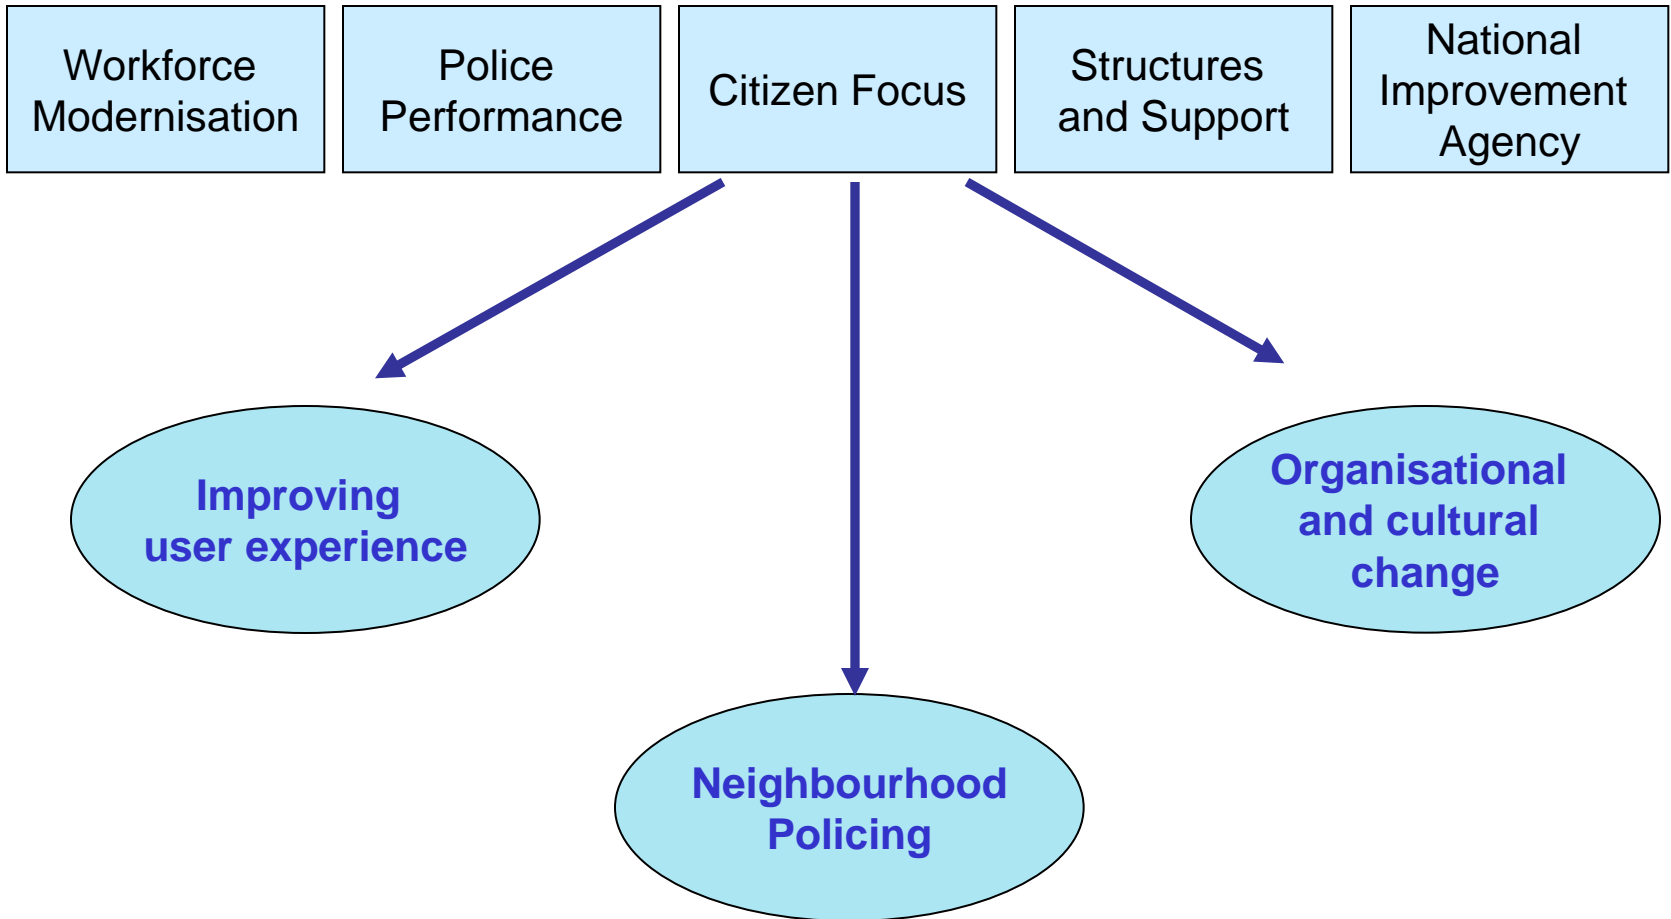 Workforce
Modernisation
Police
Performance
Citizen Focus
Structures
and Support
National
Improvement
Agency
Improving
user experience
Organisational
and cultural
change
Neighbourhood
Policing